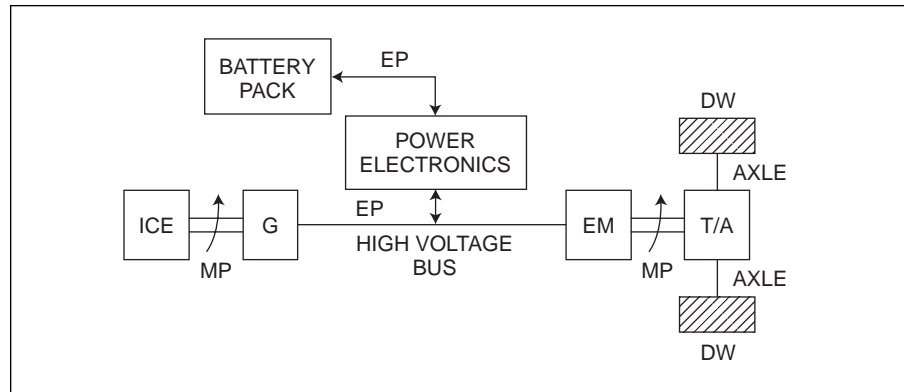 BATTERY
PACK
EP
POWER
ELECTRONICS
DW
AXLE
ICE
MP
G
EP
HIGH VOLTAGE
BUS
EM
MP
T/A
AXLE
DW